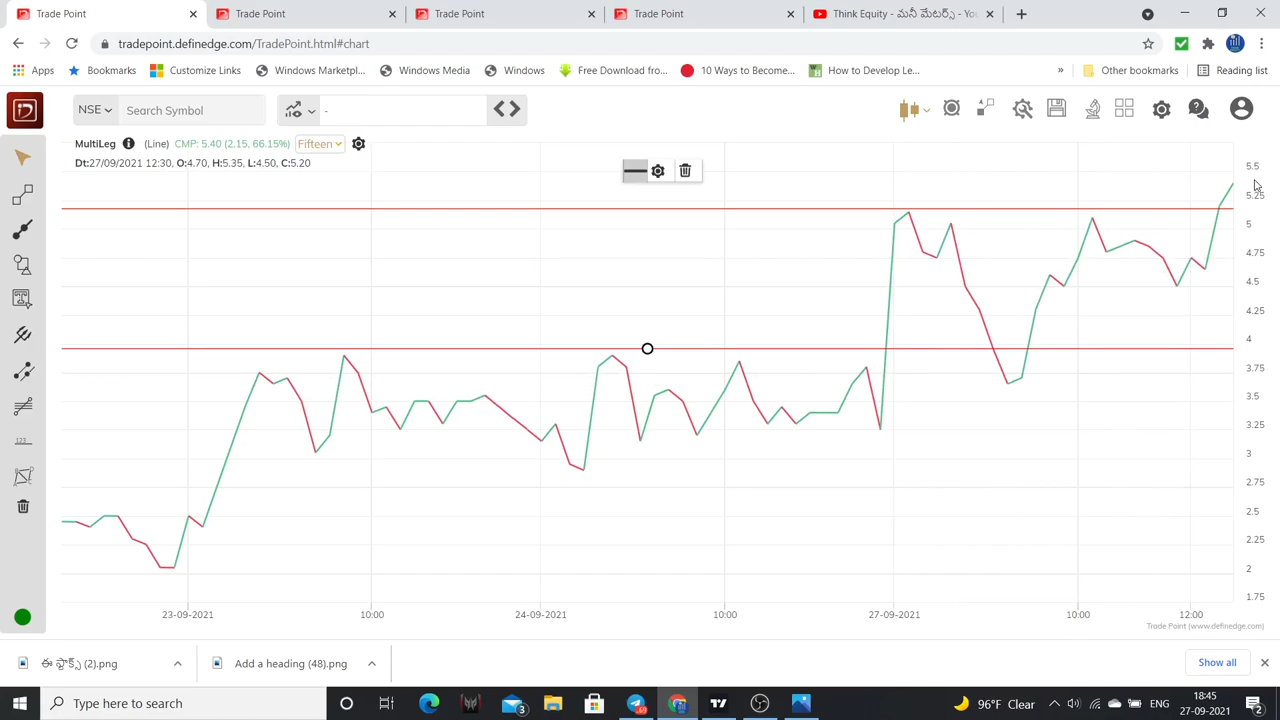 Trade Point
Trade Point
Trade Point
Trade Point
Think Equity - మనీ మేటర్స్ - You
tradepoint.definedge.com/TradePoint.html#chart
Apps
Bookmarks
Customize Links
Windows Marketpl...
Windows Media
Windows
Free Download fro...
10 Ways to Become...
How to Develop Le...
»
Other bookmarks
Reading list
NSE
Search Symbol
-
MultiLeg (Line) CMP: 5.40 (2.15, 66.15%) Fifteen
Dt:27/09/2021 12:30, O:4.70, H:5.35, L:4.50, C:5.20
5.5
5.25
5
4.75
4.5
4.25
4
3.75
3.5
3.25
3
2.75
2.5
2.25
2
1.75
123
23-09-2021
10:00
24-09-2021
10:00
27-09-2021
10:00
12:00
Trade Point (www.definedge.com)
ఈ ఫ్లాక్స్ (2).png
Add a heading (48).png
Show all
Type here to search
3
69
96°F Clear
ENG
18:45
27-09-2021
2